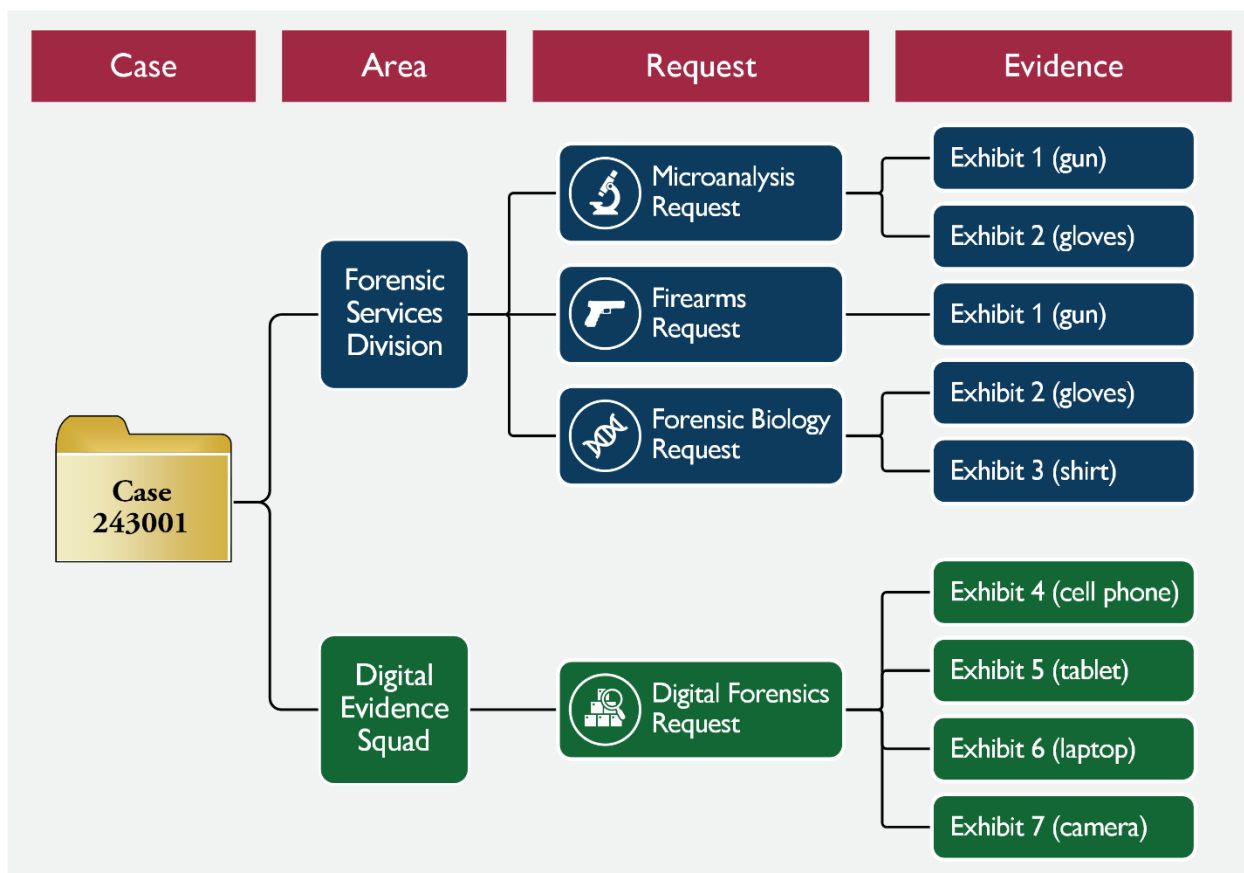 Case
Area
Request
Evidence
Case
243001
Forensic
Services
Division
Microanalysis
Request
Exhibit 1 (gun)
Exhibit 2 (gloves)
Firearms
Request
Exhibit 1 (gun)
Forensic Biology
Request
Exhibit 2 (gloves)
Exhibit 3 (shirt)
Digital
Evidence
Squad
Digital Forensics
Request
Exhibit 4 (cell phone)
Exhibit 5 (tablet)
Exhibit 6 (laptop)
Exhibit 7 (camera)